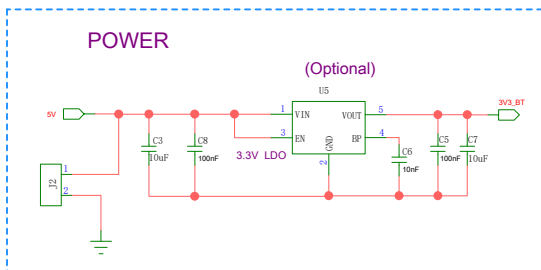 POWER
(Optional)
U5
5V
1
VIN
VOUT
5
3V3_BT
3
EN
BP
4
GND
2
3.3V LDO
C3
10uF
C8
100nF
C6
10nF
C5
100nF
C7
10uF
J2
1
2